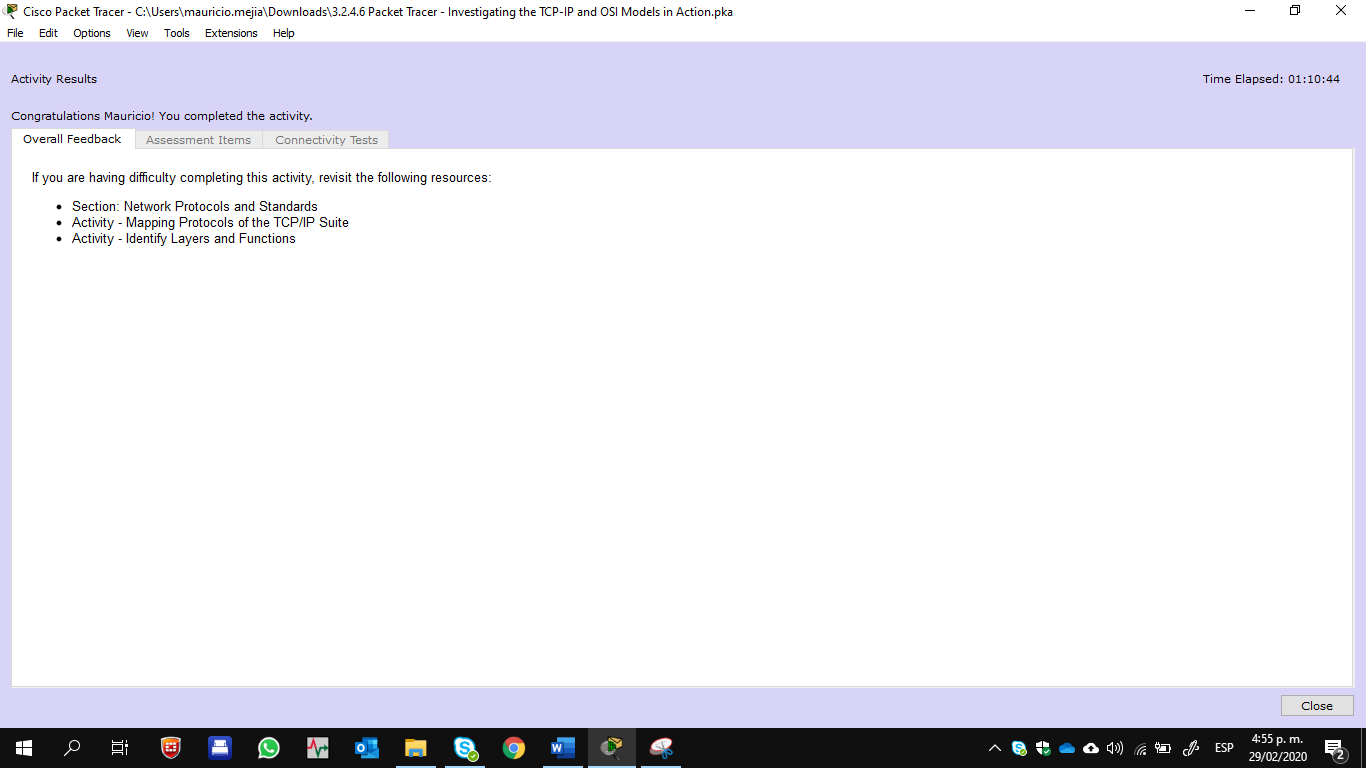 Cisco Packet Tracer - C:\Users\mauricio.mejia\Downloads\3.2.4.6 Packet Tracer - Investigating the TCP-IP and OSI Models in Action.pka
File Edit Options View Tools Extensions Help
Activity Results
Time Elapsed: 01:10:44
Congratulations Mauricio! You completed the activity.
Overall Feedback Assessment Items Connectivity Tests
If you are having difficulty completing this activity, revisit the following resources:
• Section: Network Protocols and Standards
• Activity - Mapping Protocols of the TCP/IP Suite
• Activity - Identify Layers and Functions
Close
ESP
4:55 p. m.
29/02/2020
2